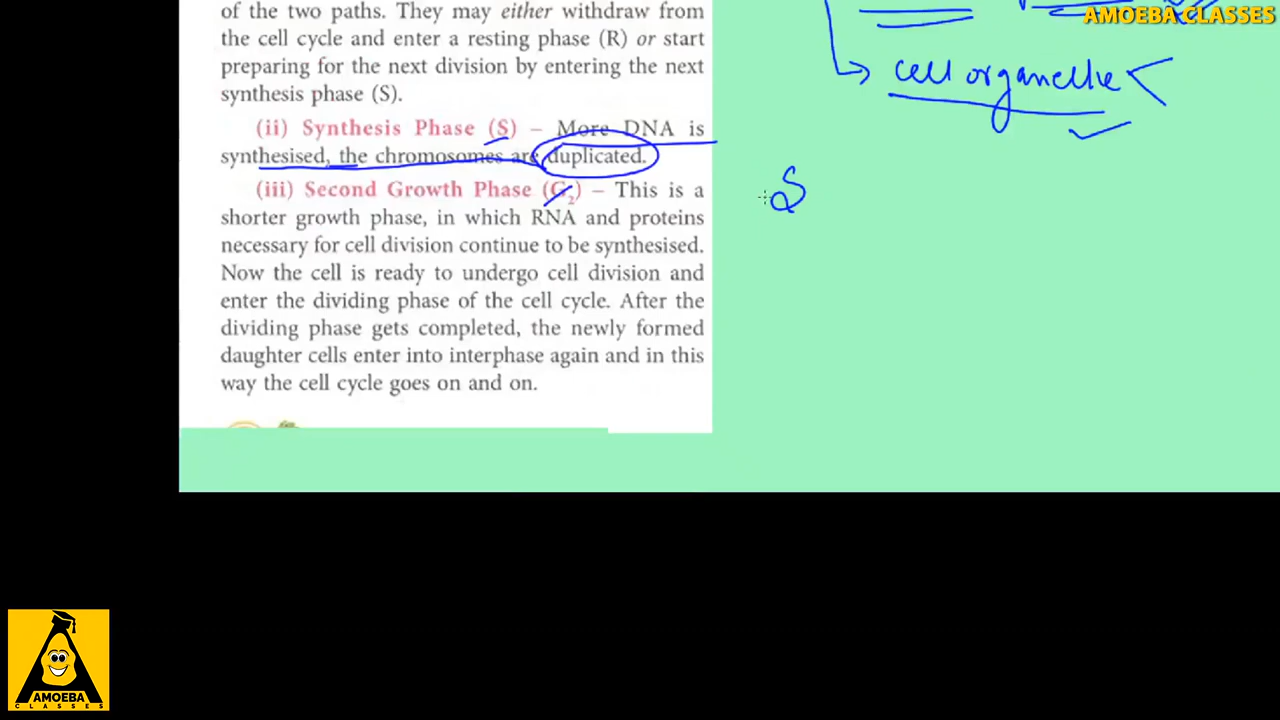 of the two paths. They may either withdraw from
the cell cycle and enter a resting phase (R) or start
preparing for the next division by entering the next
synthesis phase (S).
(ii) Synthesis Phase (S) – More DNA is
synthesised, the chromosomes are duplicated.
(iii) Second Growth Phase (G2) – This is a
shorter growth phase, in which RNA and proteins
necessary for cell division continue to be synthesised.
Now the cell is ready to undergo cell division and
enter the dividing phase of the cell cycle. After the
dividing phase gets completed, the newly formed
daughter cells enter into interphase again and in this
way the cell cycle goes on and on.
AMOEBA CLASSES
cell organellie
S
AMOEBA
CLASSES